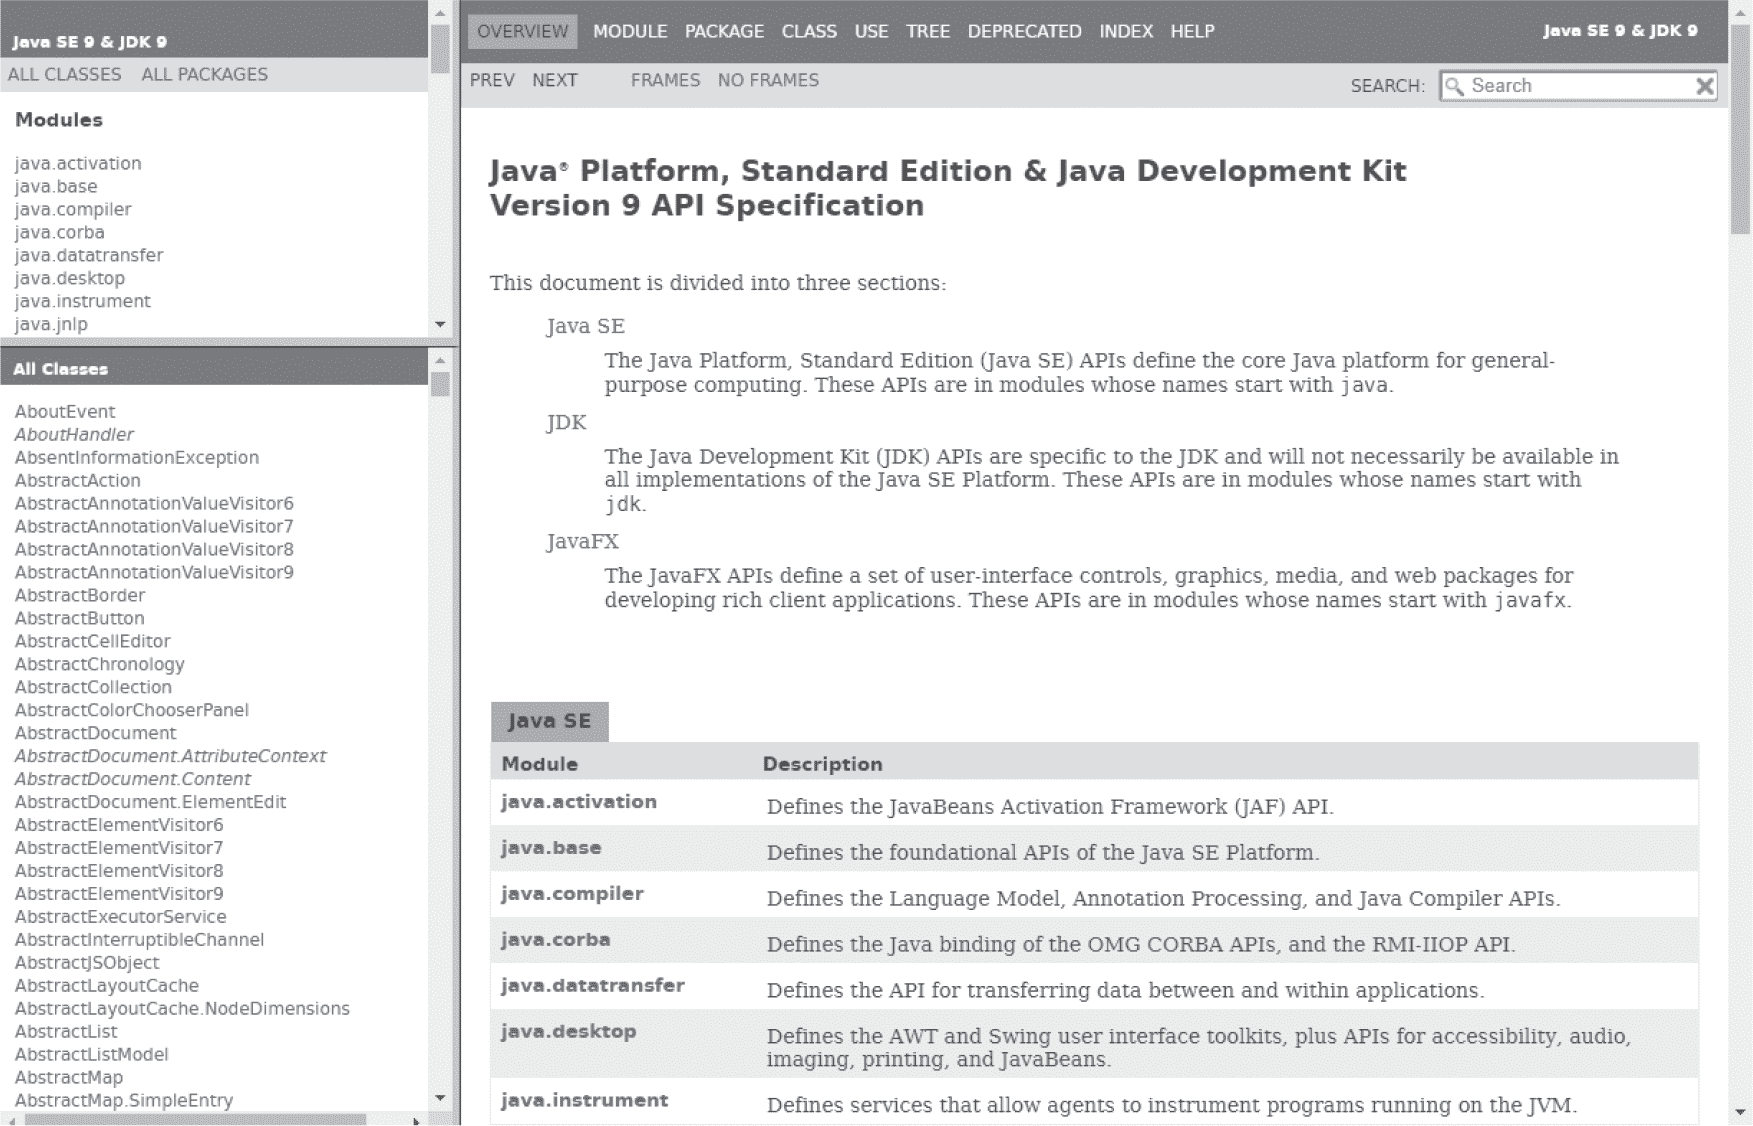 Java SE 9 & JDK 9
ALL CLASSES ALL PACKAGES
Modules
java.activation
java.base
java.compiler
java.corba
java.datatransfer
java.desktop
java.instrument
java.jnlp
All Classes
AboutEvent
AboutHandler
AbsentInformationException
AbstractAction
AbstractAnnotationValueVisitor6
AbstractAnnotationValueVisitor7
AbstractAnnotationValueVisitor8
AbstractAnnotationValueVisitor9
AbstractBorder
AbstractButton
AbstractCellEditor
AbstractChronology
AbstractCollection
AbstractColorChooserPanel
AbstractDocument
AbstractDocument.AttributeContext
AbstractDocument.Content
AbstractDocument.ElementEdit
AbstractElementVisitor6
AbstractElementVisitor7
AbstractElementVisitor8
AbstractElementVisitor9
AbstractExecutorService
AbstractInterruptibleChannel
AbstractJSObject
AbstractLayoutCache
AbstractLayoutCache.NodeDimensions
AbstractList
AbstractListModel
AbstractMap
AbstractMap.SimpleEntry
OVERVIEW MODULE PACKAGE CLASS USE TREE DEPRECATED INDEX HELP Java SE 9 & JDK 9
PREV NEXT FRAMES NO FRAMES SEARCH: Search
Java® Platform, Standard Edition & Java Development Kit
Version 9 API Specification
This document is divided into three sections:
Java SE
The Java Platform, Standard Edition (Java SE) APIs define the core Java platform for general-
purpose computing. These APIs are in modules whose names start with java.
JDK
The Java Development Kit (JDK) APIs are specific to the JDK and will not necessarily be available in
all implementations of the Java SE Platform. These APIs are in modules whose names start with
jdk.
JavaFX
The JavaFX APIs define a set of user-interface controls, graphics, media, and web packages for
developing rich client applications. These APIs are in modules whose names start with javafx.
Java SE
Module Description
java.activation Defines the JavaBeans Activation Framework (JAF) API.
java.base Defines the foundational APIs of the Java SE Platform.
java.compiler Defines the Language Model, Annotation Processing, and Java Compiler APIs.
java.corba Defines the Java binding of the OMG CORBA APIs, and the RMI-IIOP API.
java.datatransfer Defines the API for transferring data between and within applications.
java.desktop Defines the AWT and Swing user interface toolkits, plus APIs for accessibility, audio,
imaging, printing, and JavaBeans.
java.instrument Defines services that allow agents to instrument programs running on the JVM.